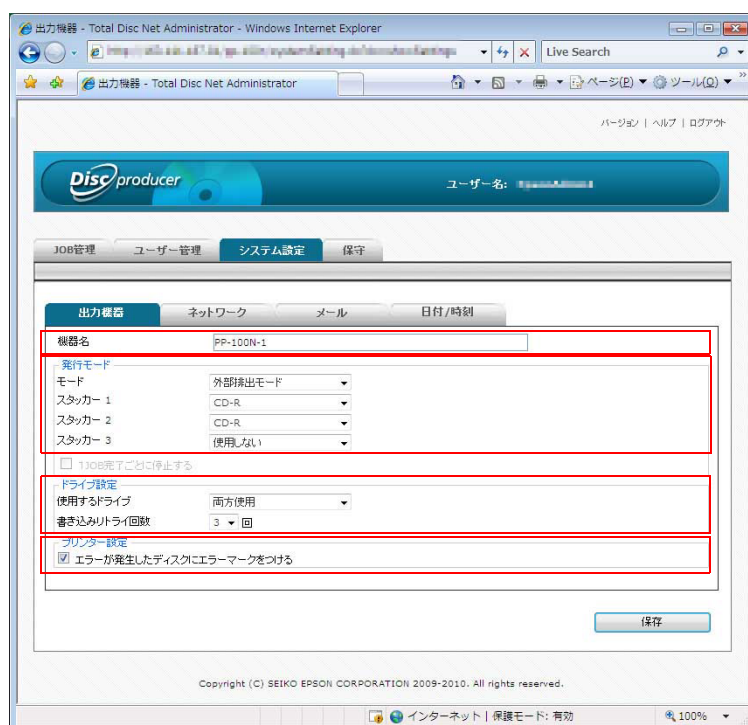 出力機器 - Total Disc Net Administrator - Windows Internet Explorer
Live Search
出力機器 - Total Disc Net Administrator
ページ(P) ツール(O) »
バージョン | ヘルプ | ログアウト
Disc producer
ユーザー名:
JOB管理 ユーザー管理 システム設定 保守
出力機器 ネットワーク メール 日付/時刻
機器名 PP-100N-1
発行モード
モード 外部排出モード
スタッカー 1 CD-R
スタッカー 2 CD-R
スタッカー 3 使用しない
1JOB完了ごとに停止する
ドライブ設定
使用するドライブ 両方使用
書き込みリトライ回数 3 回
プリンター設定
エラーが発生したディスクにエラーマークをつける
保存
Copyright (C) SEIKO EPSON CORPORATION 2009-2010. All rights reserved.
インターネット | 保護モード: 有効 100%